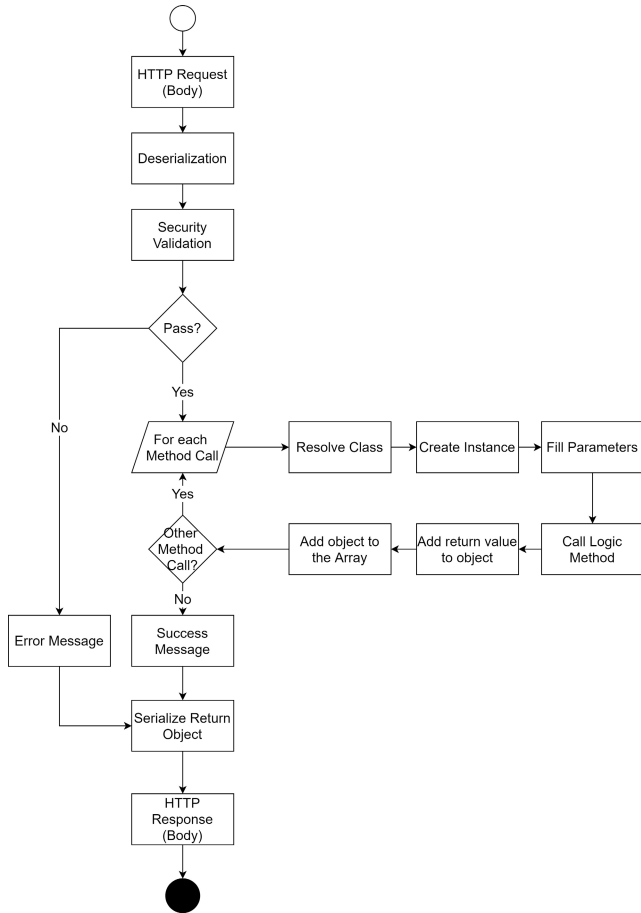 HTTP Request
(Body)
Deserialization
Security
Validation
Pass?
Yes
No
For each
Method Call
Resolve Class
Create Instance
Fill Parameters
Yes
Other
Method
Call?
Add object to
the Array
Add return value
to object
Call Logic
Method
No
Error Message
Success
Message
Serialize Return
Object
HTTP
Response
(Body)